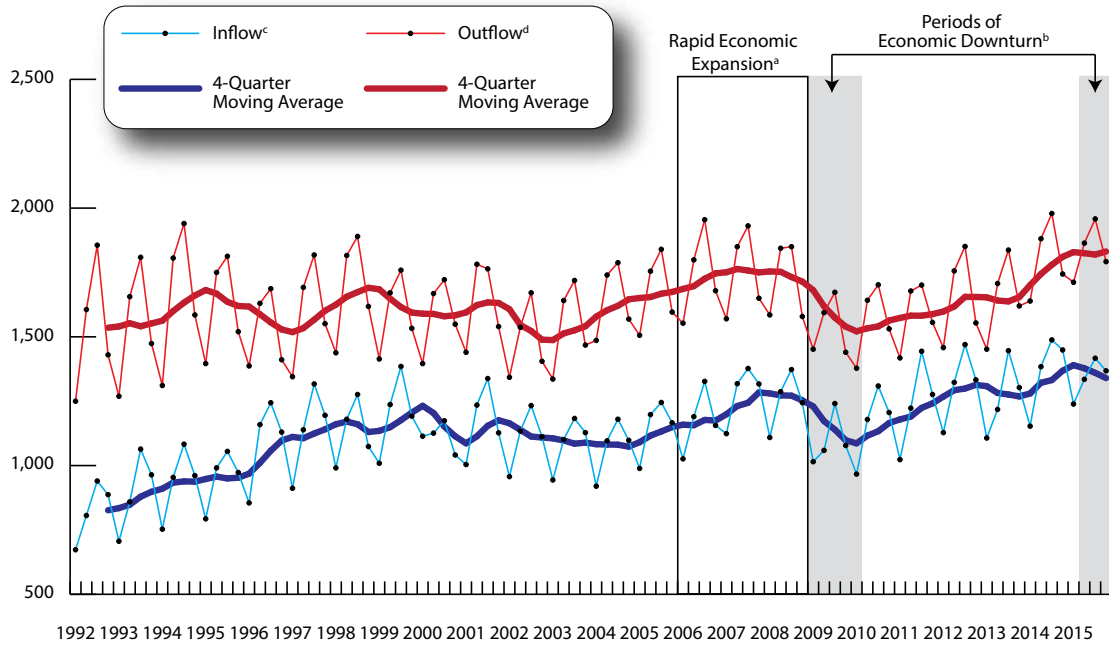 Inflowᶜ
Outflowᵈ
4-Quarter
Moving Average
4-Quarter
Moving Average
Rapid Economic
Expansionᵃ
Periods of
Economic Downturnᵇ
2,500
2,000
1,500
1,000
500
1992 1993 1994 1995 1996 1997 1998 1999 2000 2001 2002 2003 2004 2005 2006 2007 2008 2009 2010 2011 2012 2013 2014 2015